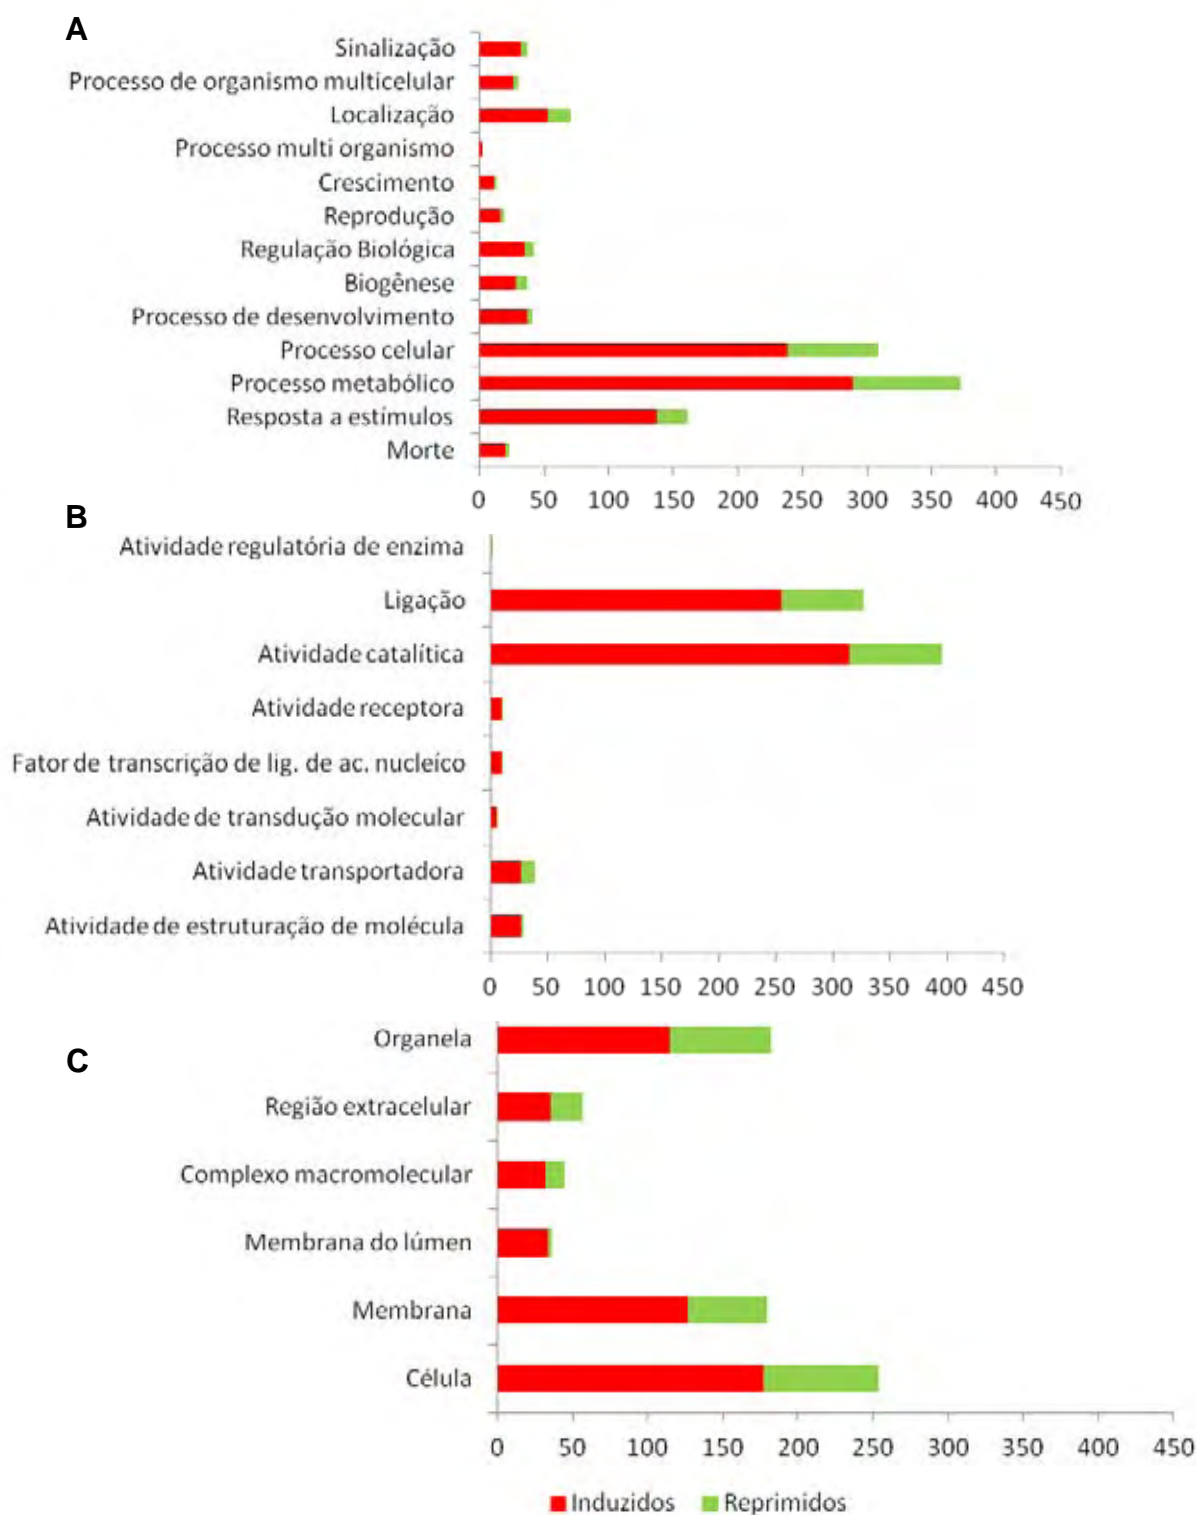 A
Sinalização
Processo de organismo multicelular
Localização
Processo multi organismo
Crescimento
Reprodução
Regulação Biológica
Biogênese
Processo de desenvolvimento
Processo celular
Processo metabólico
Resposta a estímulos
Morte
0 50 100 150 200 250 300 350 400 450
B
Atividade regulatória de enzima
Ligação
Atividade catalítica
Atividade receptora
Fator de transcrição de lig. de ac. nucleíco
Atividade de transdução molecular
Atividade transportadora
Atividade de estruturação de molécula
0 50 100 150 200 250 300 350 400 450
C
Organela
Região extracelular
Complexo macromolecular
Membrana do lúmen
Membrana
Célula
0 50 100 150 200 250 300 350 400 450
Induzidos Reprimidos